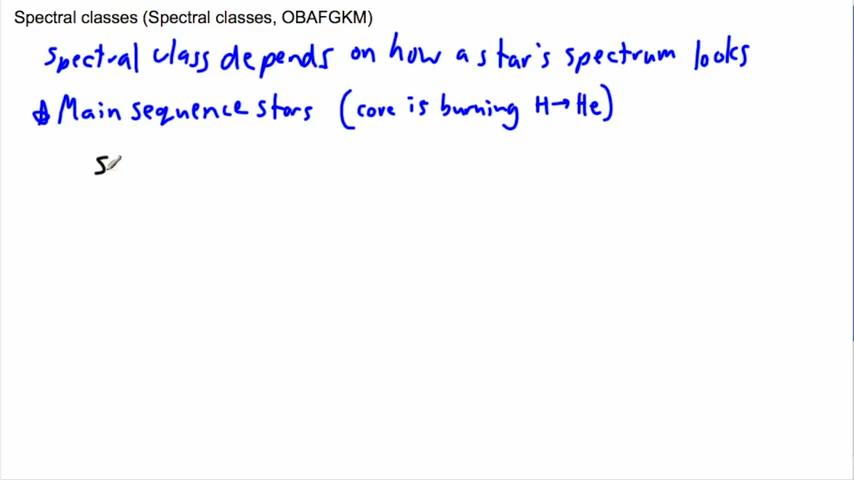 Spectral classes (Spectral classes, OBAFGKM)
Spectral class depends on how a star's spectrum looks
Main sequence stars (core is burning H→He)
S